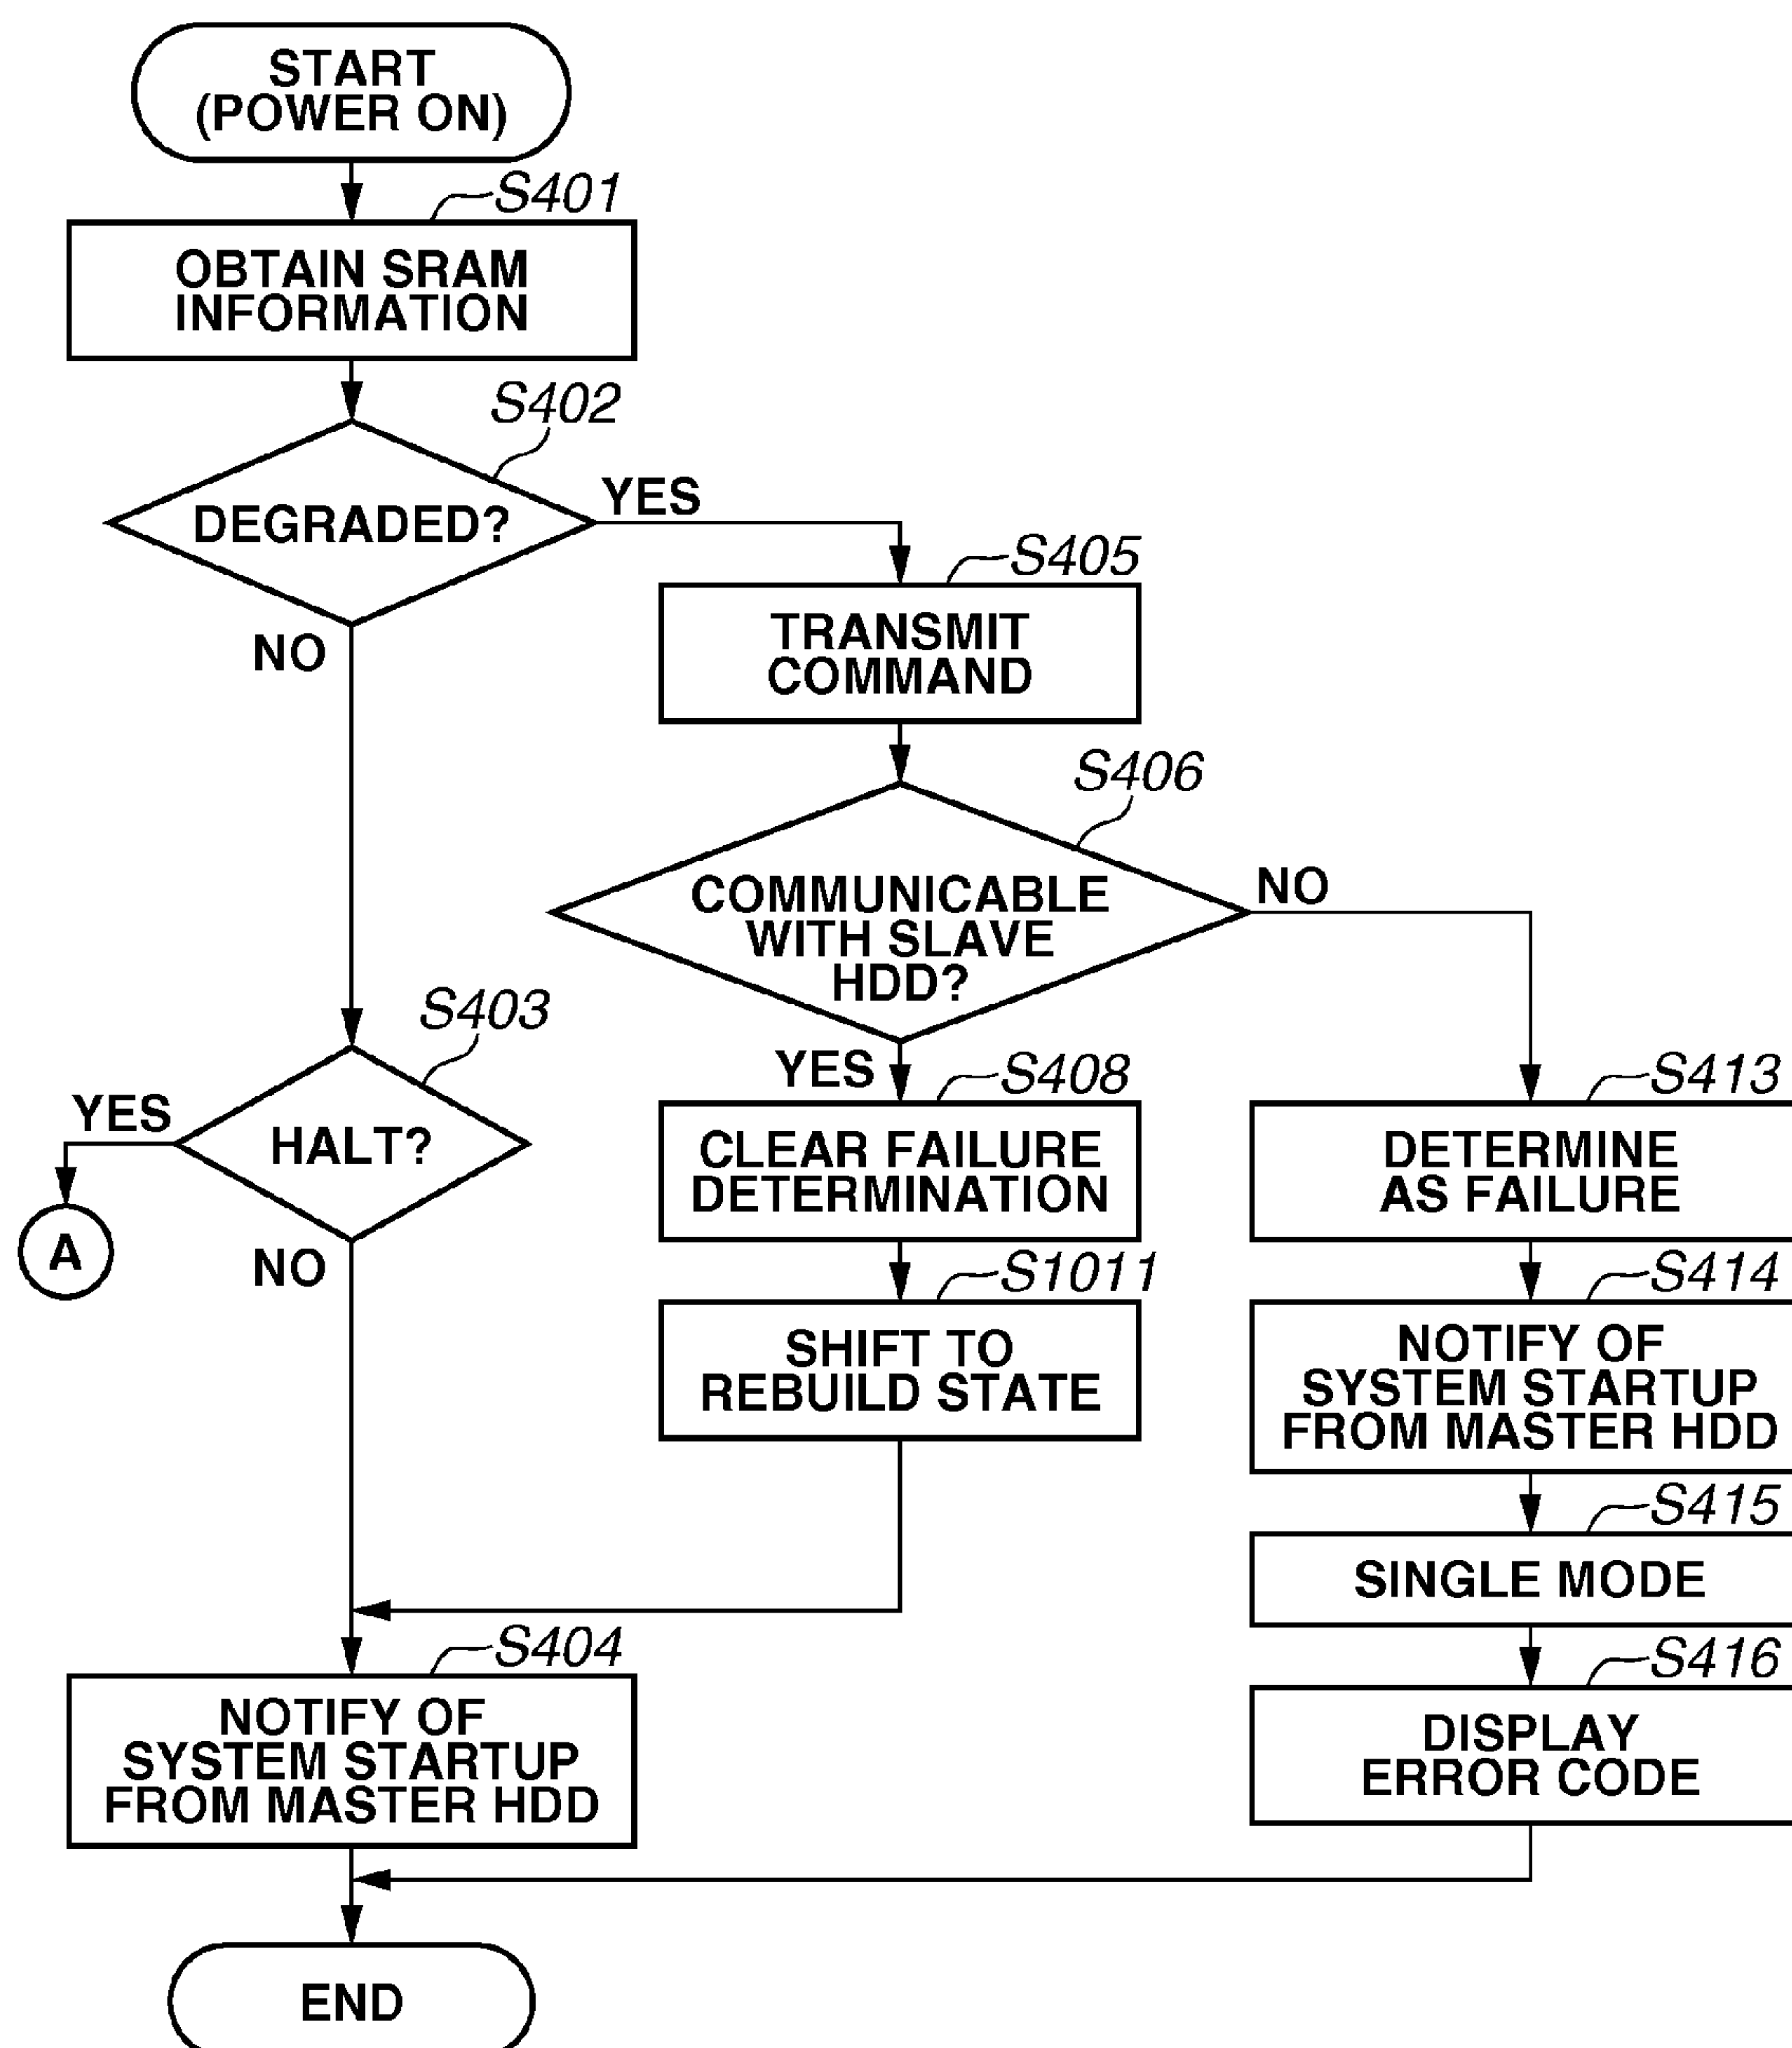 START
(POWER ON)
S401
OBTAIN SRAM
INFORMATION
S402
DEGRADED?
YES
NO
S405
TRANSMIT
COMMAND
S406
COMMUNICABLE
WITH SLAVE
HDD?
NO
YES
S403
HALT?
YES
A
NO
S408
CLEAR FAILURE
DETERMINATION
S1011
SHIFT TO
REBUILD STATE
S413
DETERMINE
AS FAILURE
S414
NOTIFY OF
SYSTEM STARTUP
FROM MASTER HDD
S415
SINGLE MODE
S416
DISPLAY
ERROR CODE
S404
NOTIFY OF
SYSTEM STARTUP
FROM MASTER HDD
END